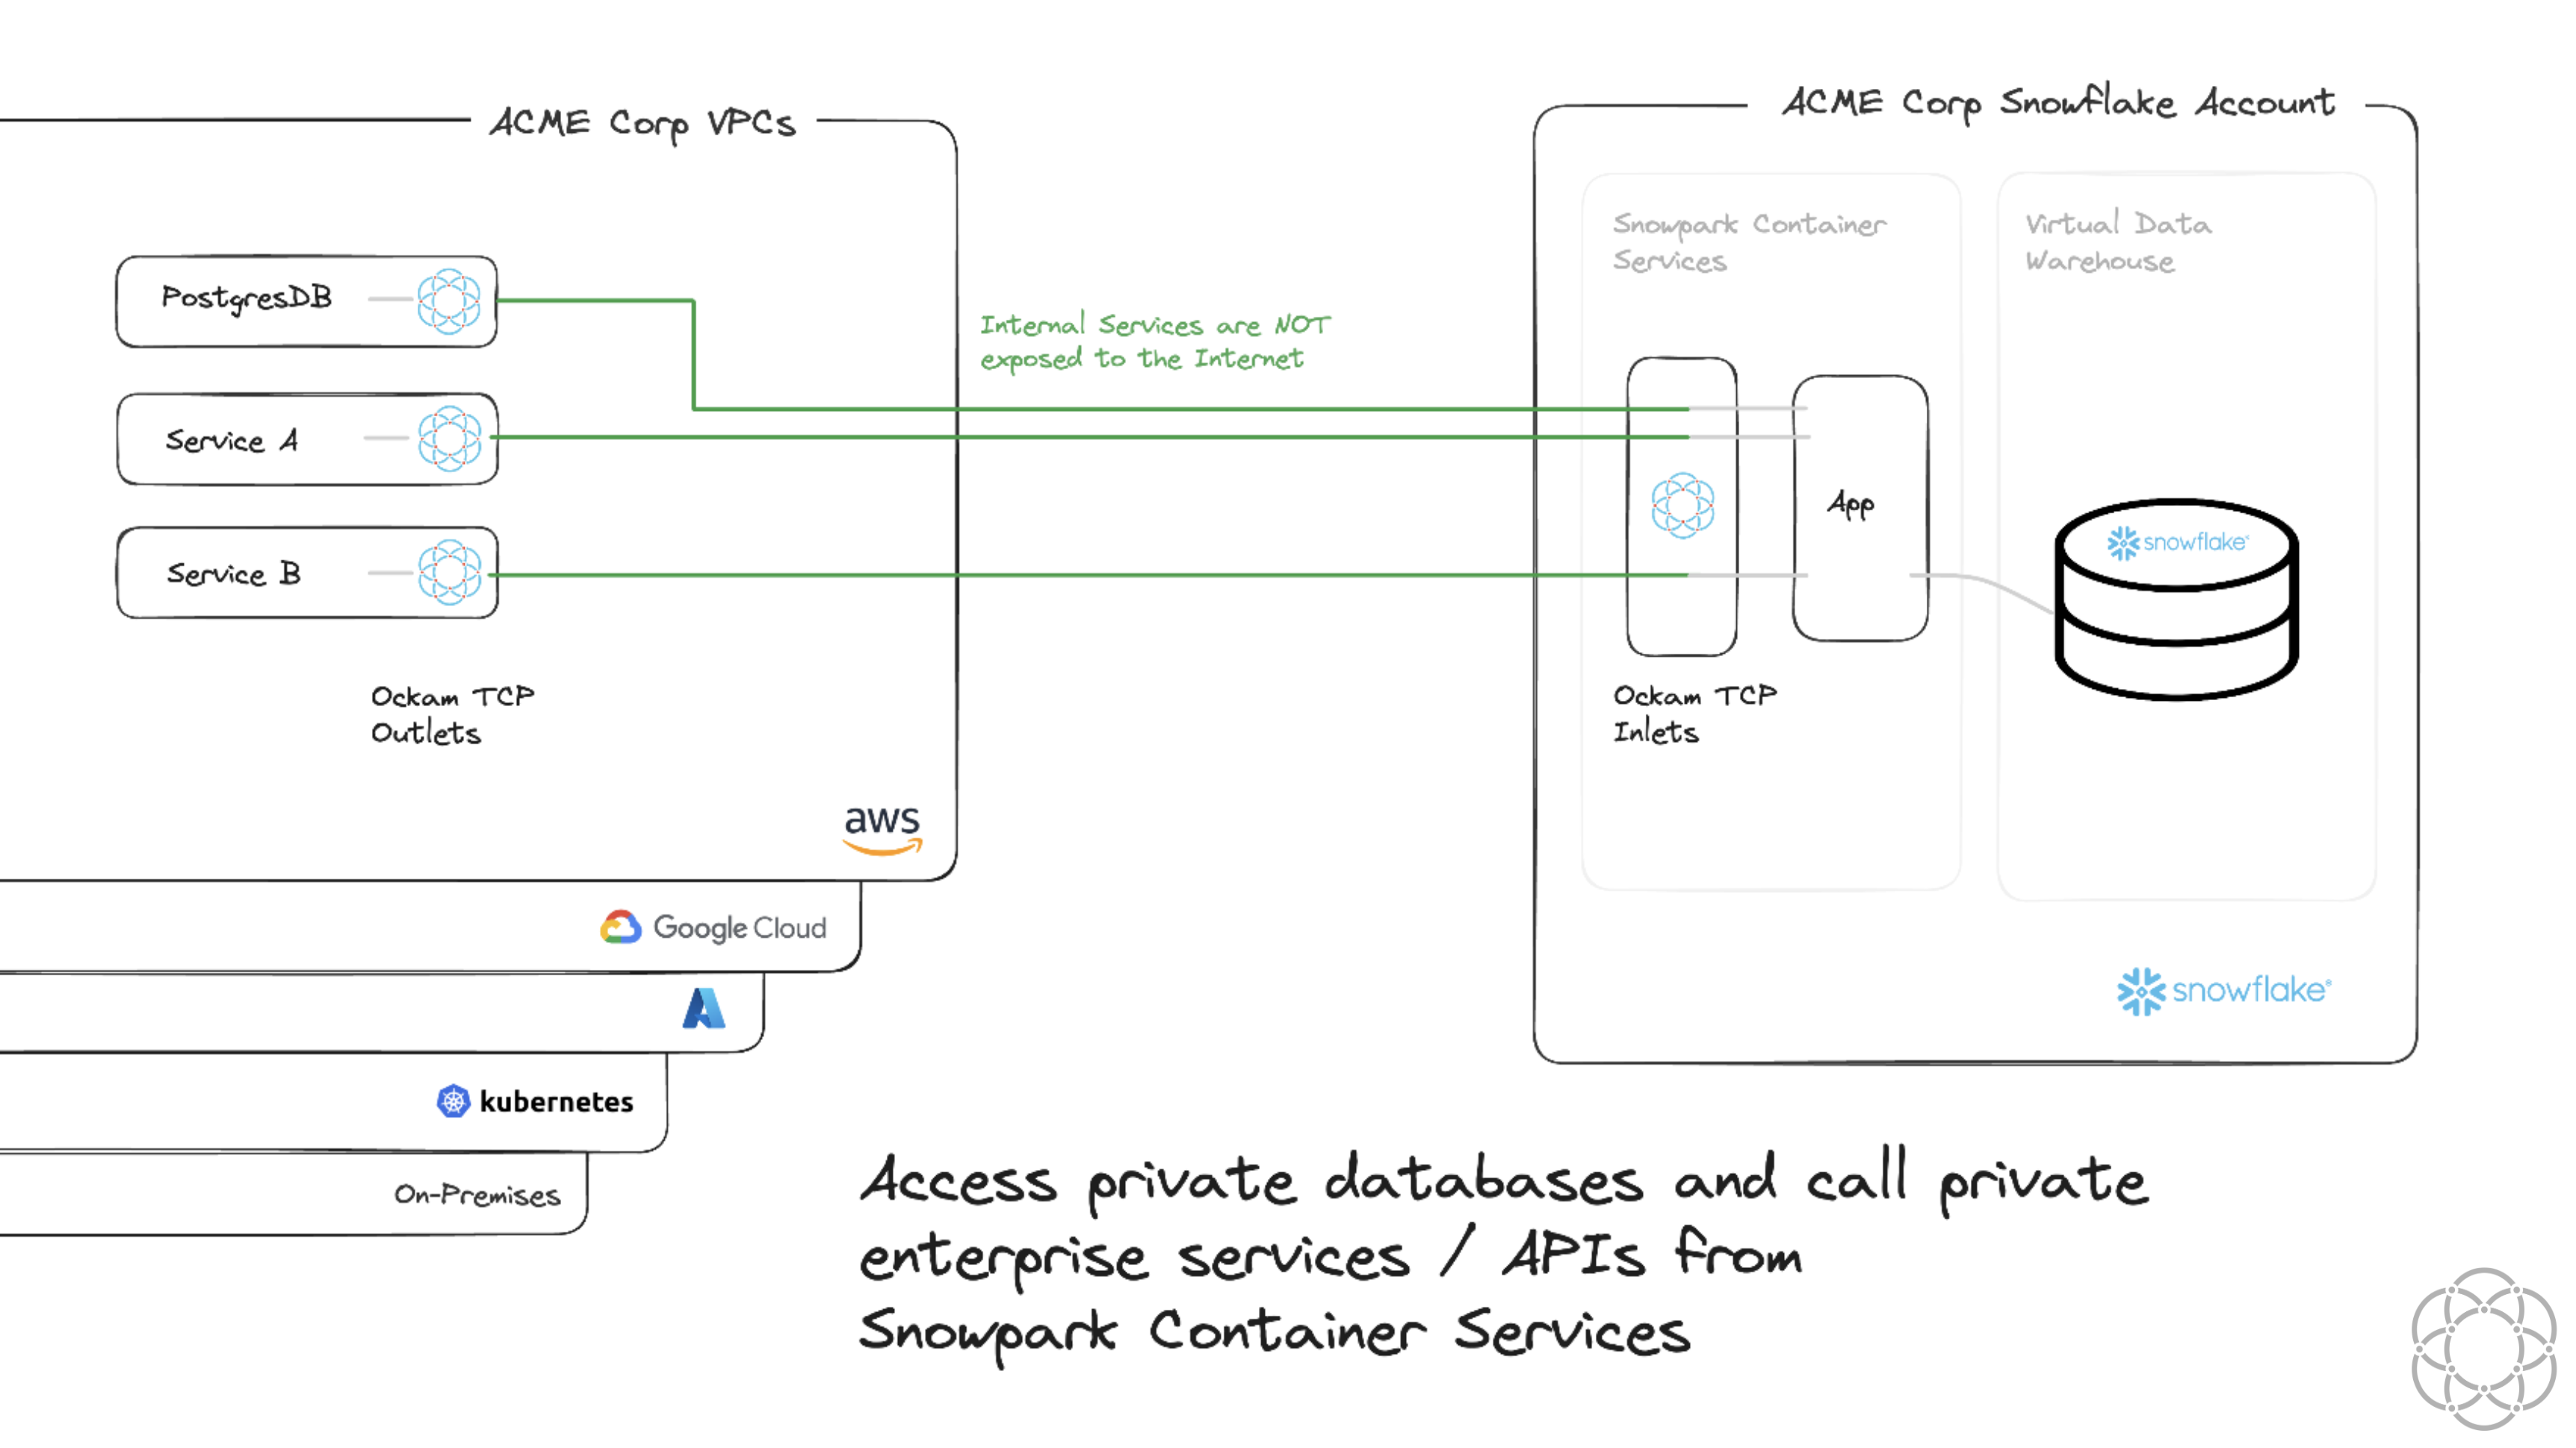 ACME Corp VPCs
PostgresDB
Service A
Service B
Ockam TCP
Outlets
aws
Google Cloud
kubernetes
On-Premises
Internal Services are NOT
exposed to the Internet
ACME Corp Snowflake Account
Snowpark Container
Services
Virtual Data
Warehouse
App
snowflake®
Ockam TCP
Inlets
snowflake®
Access private databases and call private
enterprise services / APIs from
Snowpark Container Services